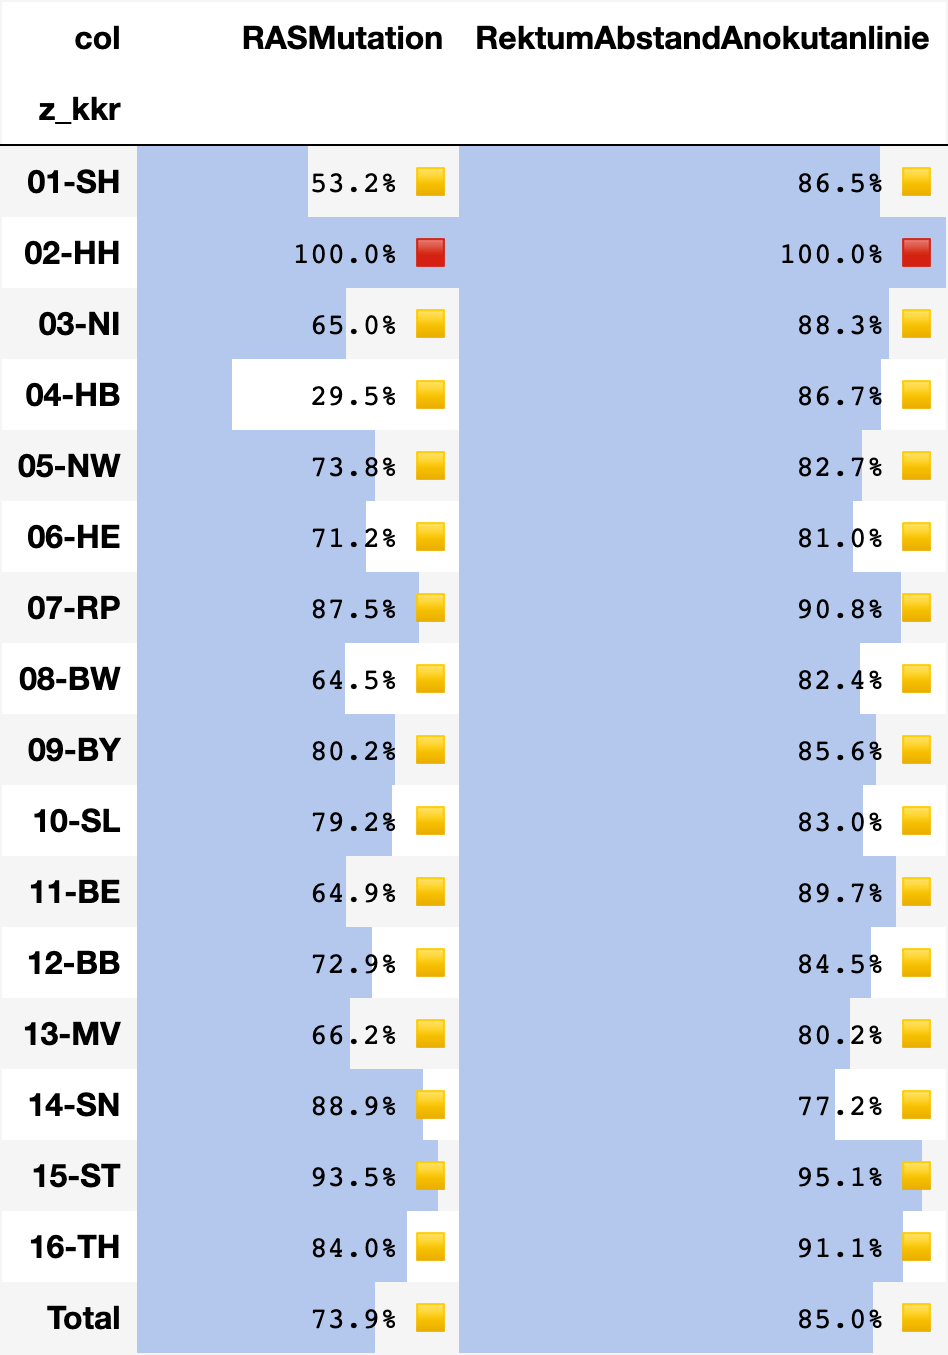 col RASMutation RektumAbstandAnokutanlinie
z_kkr
01-SH 53.2% 86.5%
02-HH 100.0% 100.0%
03-NI 65.0% 88.3%
04-HB 29.5% 86.7%
05-NW 73.8% 82.7%
06-HE 71.2% 81.0%
07-RP 87.5% 90.8%
08-BW 64.5% 82.4%
09-BY 80.2% 85.6%
10-SL 79.2% 83.0%
11-BE 64.9% 89.7%
12-BB 72.9% 84.5%
13-MV 66.2% 80.2%
14-SN 88.9% 77.2%
15-ST 93.5% 95.1%
16-TH 84.0% 91.1%
Total 73.9% 85.0%